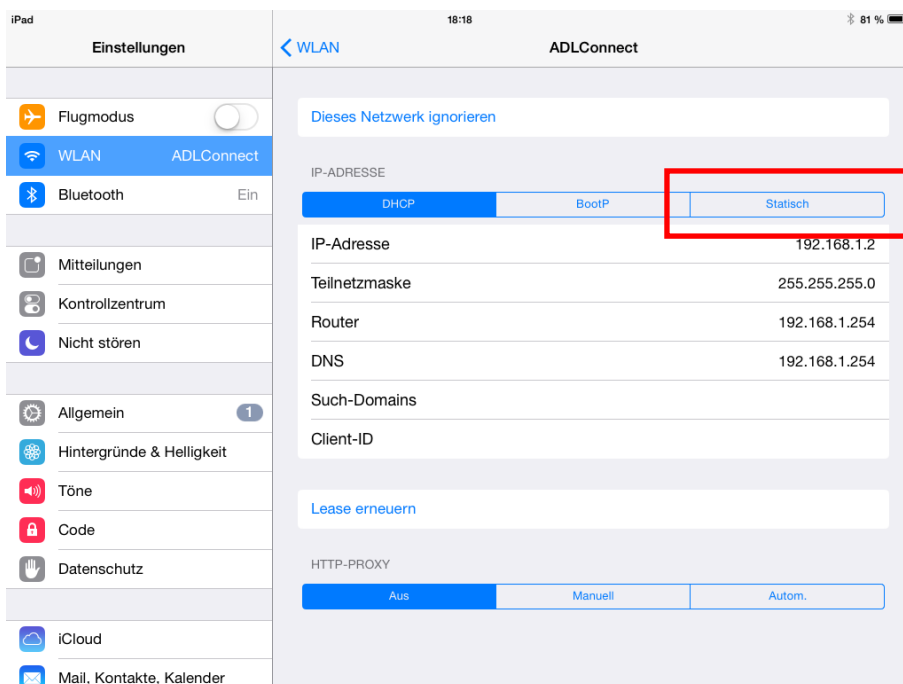 iPad 18:18 81 %
Einstellungen
Flugmodus
WLAN ADLConnect
Bluetooth Ein
Mitteilungen
Kontrollzentrum
Nicht stören
Allgemein 1
Hintergründe & Helligkeit
Töne
Code
Datenschutz
iCloud
Mail, Kontakte, Kalender
WLAN ADLConnect
Dieses Netzwerk ignorieren
IP-ADRESSE
DHCP BootP Statisch
IP-Adresse 192.168.1.2
Teilnetzmaske 255.255.255.0
Router 192.168.1.254
DNS 192.168.1.254
Such-Domains
Client-ID
Lease erneuern
HTTP-PROXY
Aus Manuell Autom.